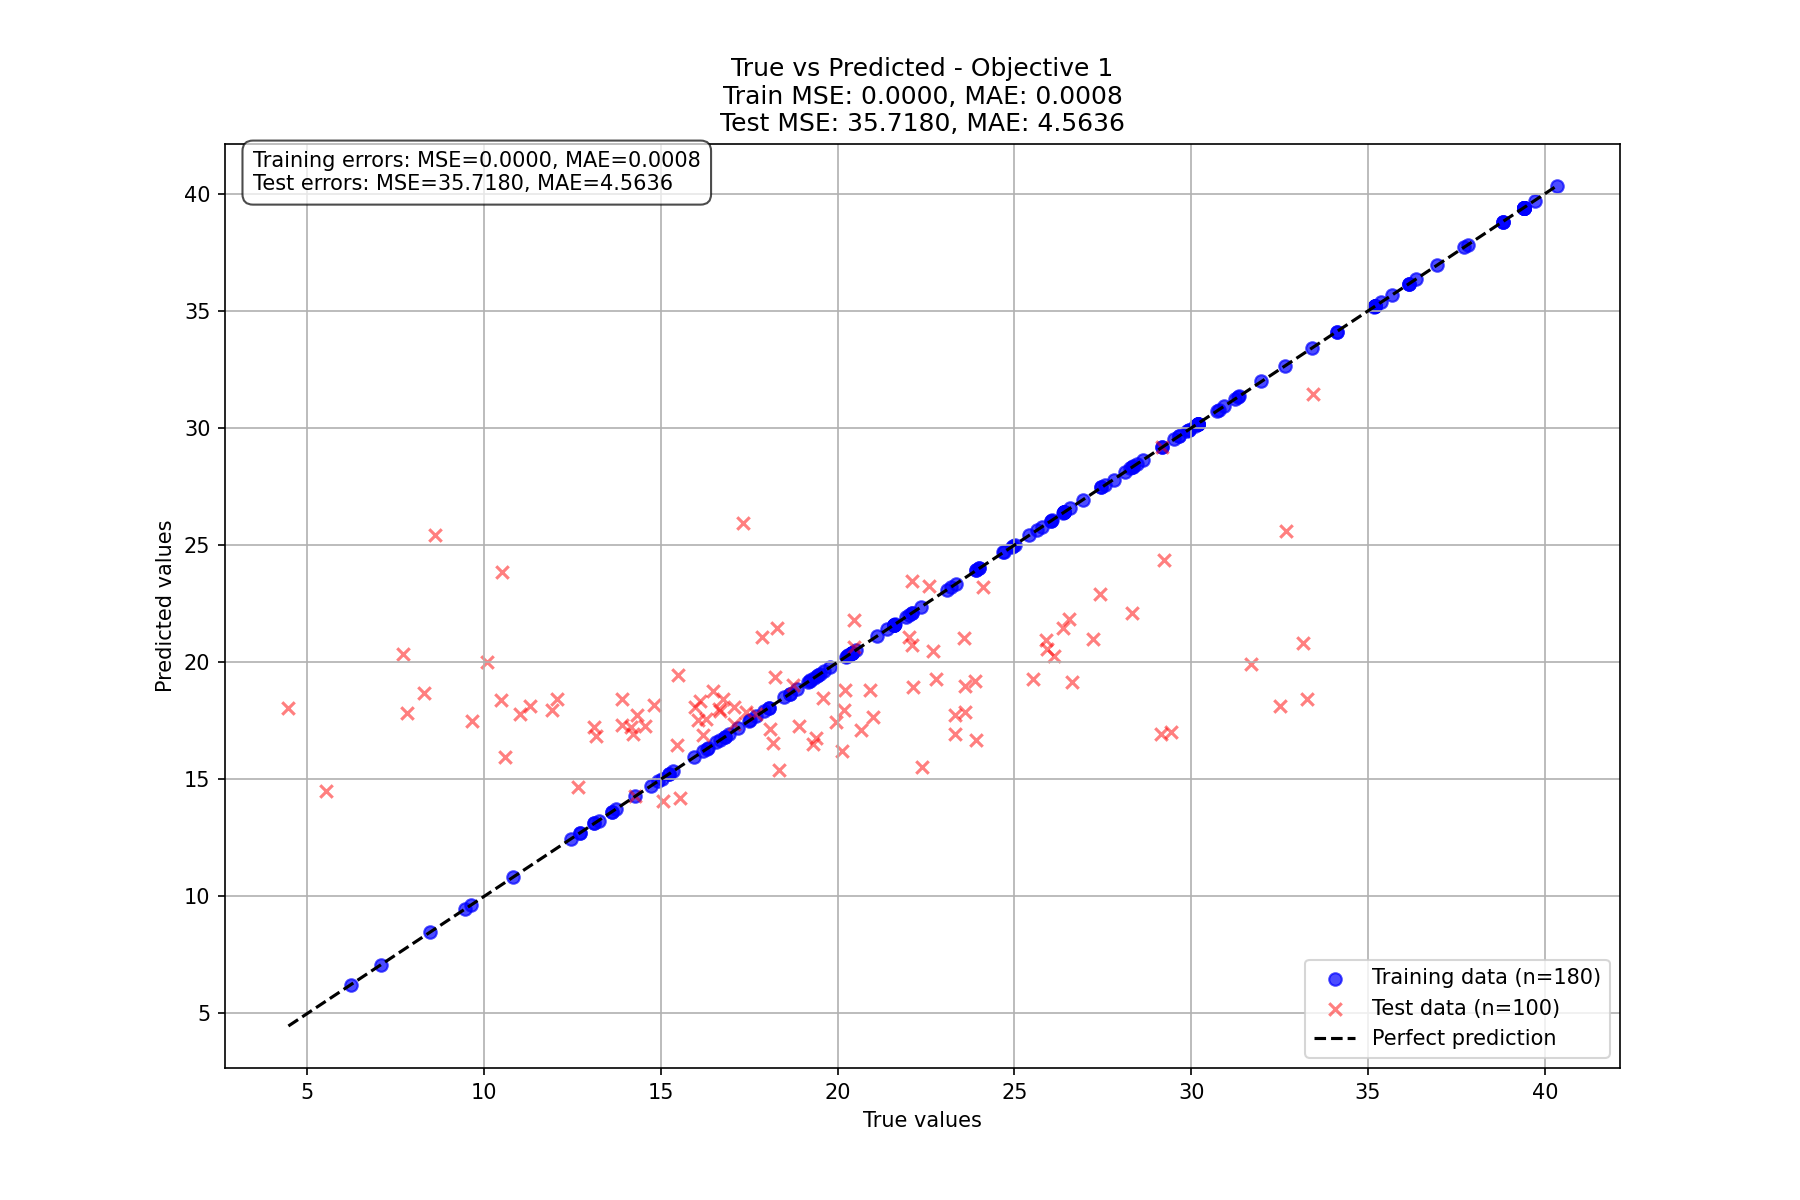 True vs Predicted - Objective 1
Train MSE: 0.0000, MAE: 0.0008
Test MSE: 35.7180, MAE: 4.5636
Training errors: MSE=0.0000, MAE=0.0008
Test errors: MSE=35.7180, MAE=4.5636
40
35
30
25
20
15
10
5
Predicted values
Training data (n=180)
Test data (n=100)
Perfect prediction
5 10 15 20 25 30 35 40
True values